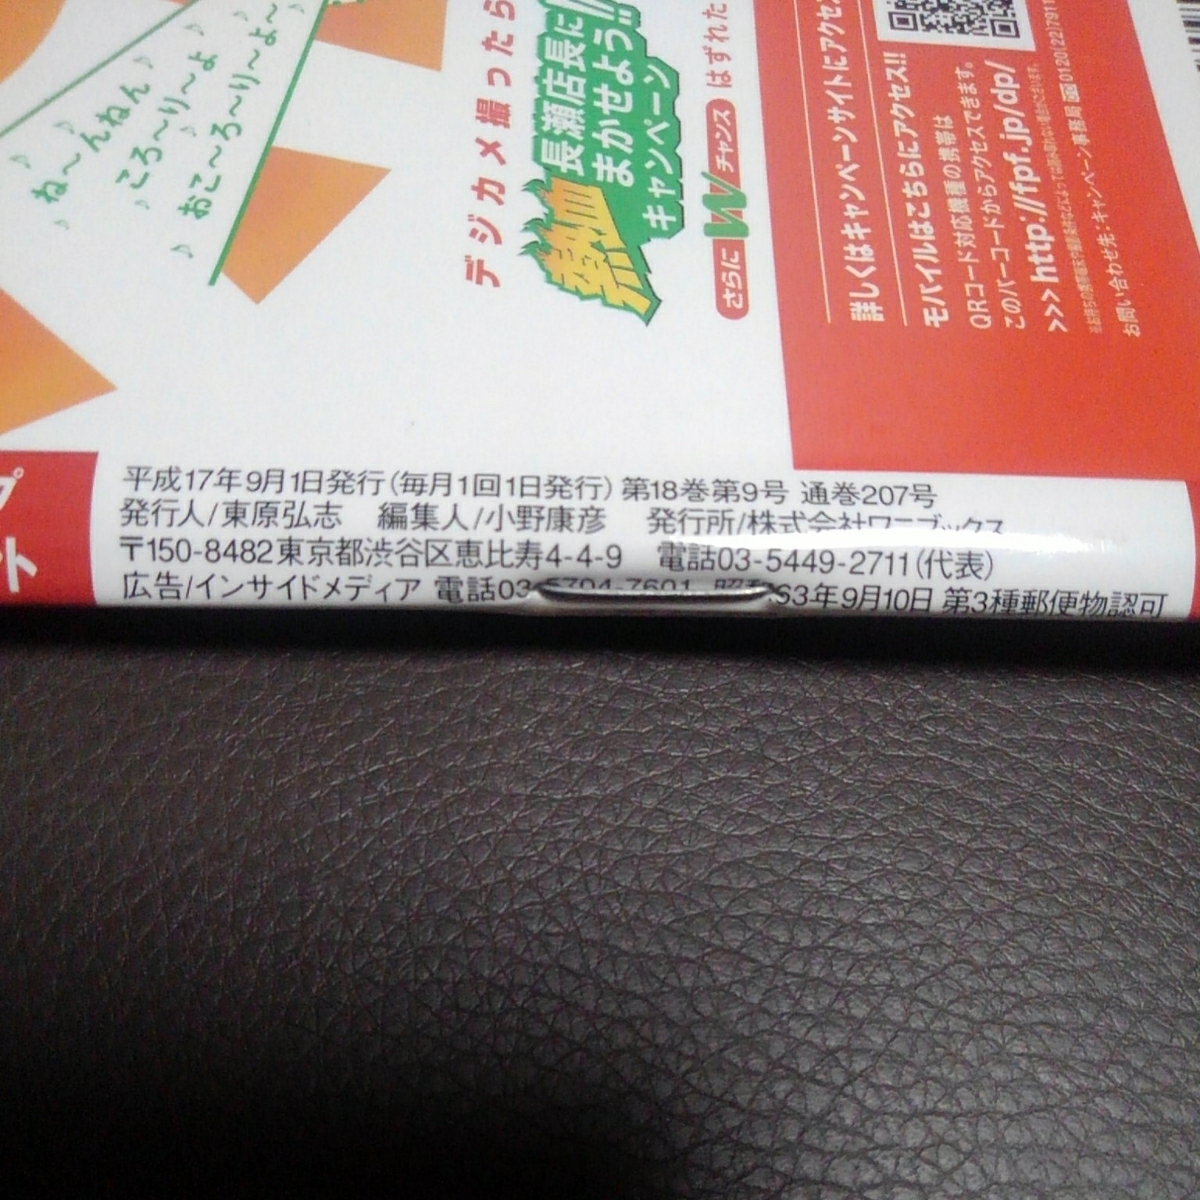 ♪ね〜んねん♪
ころ〜り〜よ
おこ〜ろ〜り〜よ〜
デジカメ撮ったら
熱血
長瀬店長に
まかせよう!!
キャンペーン
さらに
W
チャンス
はずれた
詳しくはキャンペーンサイトにアクセス
モバイルはこちらにアクセス!!
QRコード対応機種の携帯は
このバーコードからアクセスできます。
>>> http://fpf.jp/dp/
お問い合わせ先:キャンペーン事務局 0120(22)7911
平成17年9月1日発行(毎月1回1日発行)第18巻第9号 通巻207号
発行人/東原弘志 編集人/小野康彦 発行所/株式会社ワニブックス
〒150-8482東京都渋谷区恵比寿4-4-9 電話03-5449-2711(代表)
広告/インサイドメディア 電話03-5704-7601 昭和63年9月10日 第3種郵便物認可